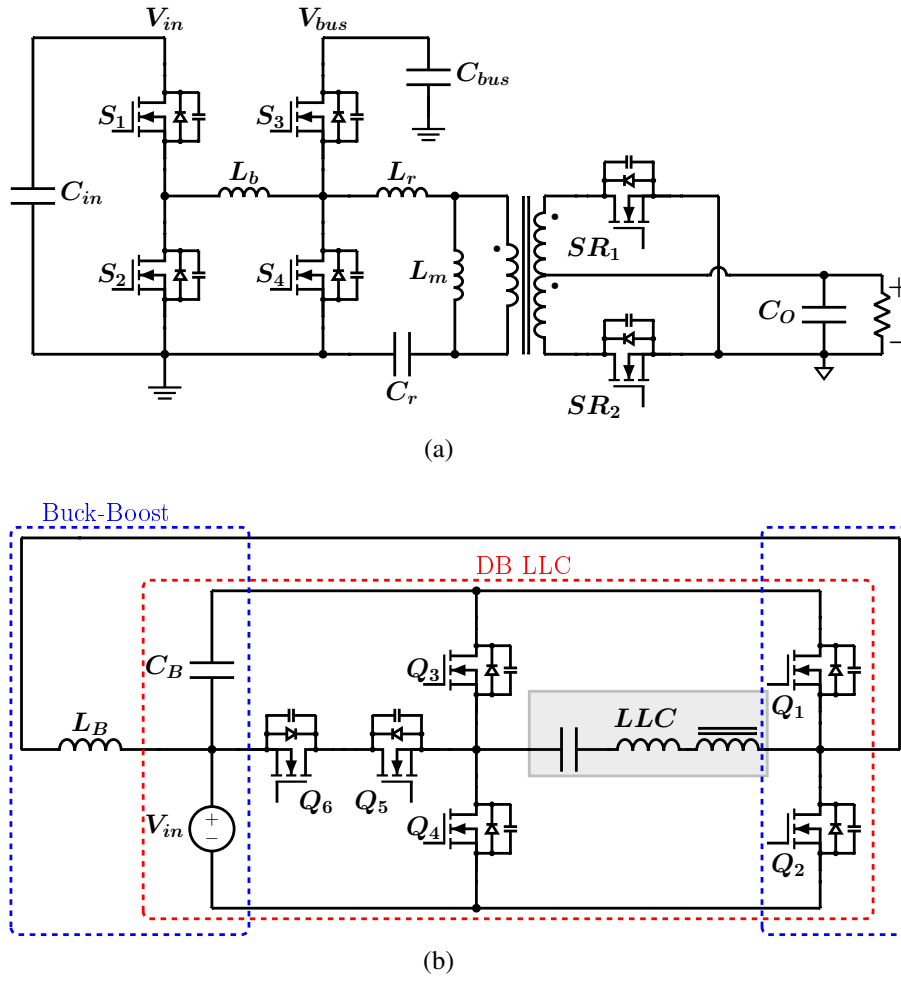 V_in V_bus
C_bus
S_1 S_3
L_b L_r
C_in
SR_1
S_2 S_4 L_m
+
C_O
−
C_r
SR_2
(a)
Buck-Boost
DB LLC
C_B Q_3
Q_1
L_B LLC
Q_6 Q_5
V_in + − Q_4
Q_2
(b)